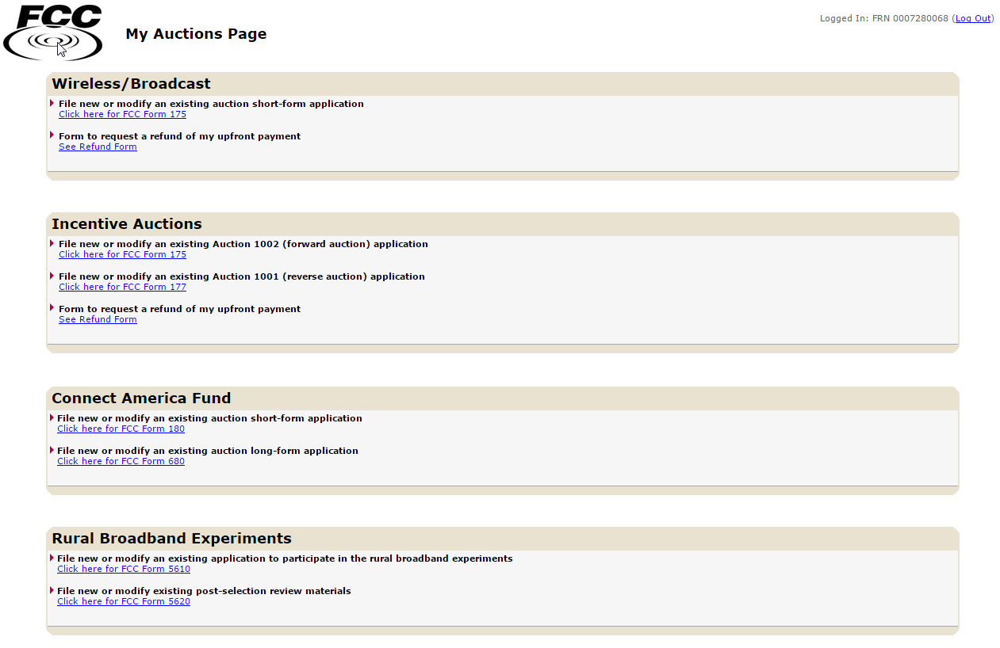 FCC
Logged In: FRN 0007280068 (Log Out)
My Auctions Page
Wireless/Broadcast
File new or modify an existing auction short-form application
Click here for FCC Form 175
Form to request a refund of my upfront payment
See Refund Form
Incentive Auctions
File new or modify an existing Auction 1002 (forward auction) application
Click here for FCC Form 175
File new or modify an existing Auction 1001 (reverse auction) application
Click here for FCC Form 177
Form to request a refund of my upfront payment
See Refund Form
Connect America Fund
File new or modify an existing auction short-form application
Click here for FCC Form 180
File new or modify an existing auction long-form application
Click here for FCC Form 680
Rural Broadband Experiments
File new or modify an existing application to participate in the rural broadband experiments
Click here for FCC Form 5610
File new or modify existing post-selection review materials
Click here for FCC Form 5620